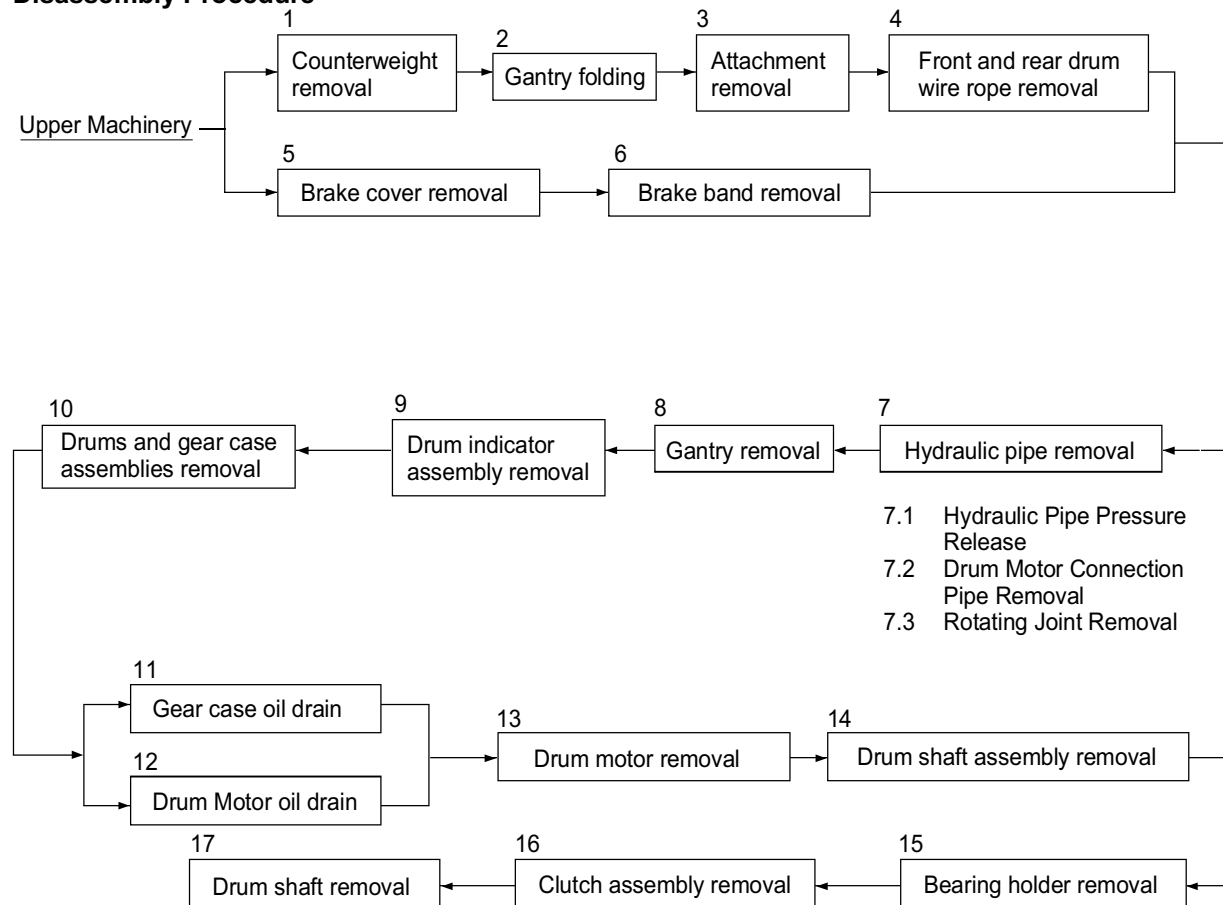 Disassembly Procedure
1
Counterweight
removal
2
Gantry folding
3
Attachment
removal
4
Front and rear drum
wire rope removal
Upper Machinery
5
Brake cover removal
6
Brake band removal
10
Drums and gear case
assemblies removal
9
Drum indicator
assembly removal
8
Gantry removal
7
Hydraulic pipe removal
7.1 Hydraulic Pipe Pressure
Release
7.2 Drum Motor Connection
Pipe Removal
7.3 Rotating Joint Removal
11
Gear case oil drain
12
Drum Motor oil drain
13
Drum motor removal
14
Drum shaft assembly removal
17
Drum shaft removal
16
Clutch assembly removal
15
Bearing holder removal